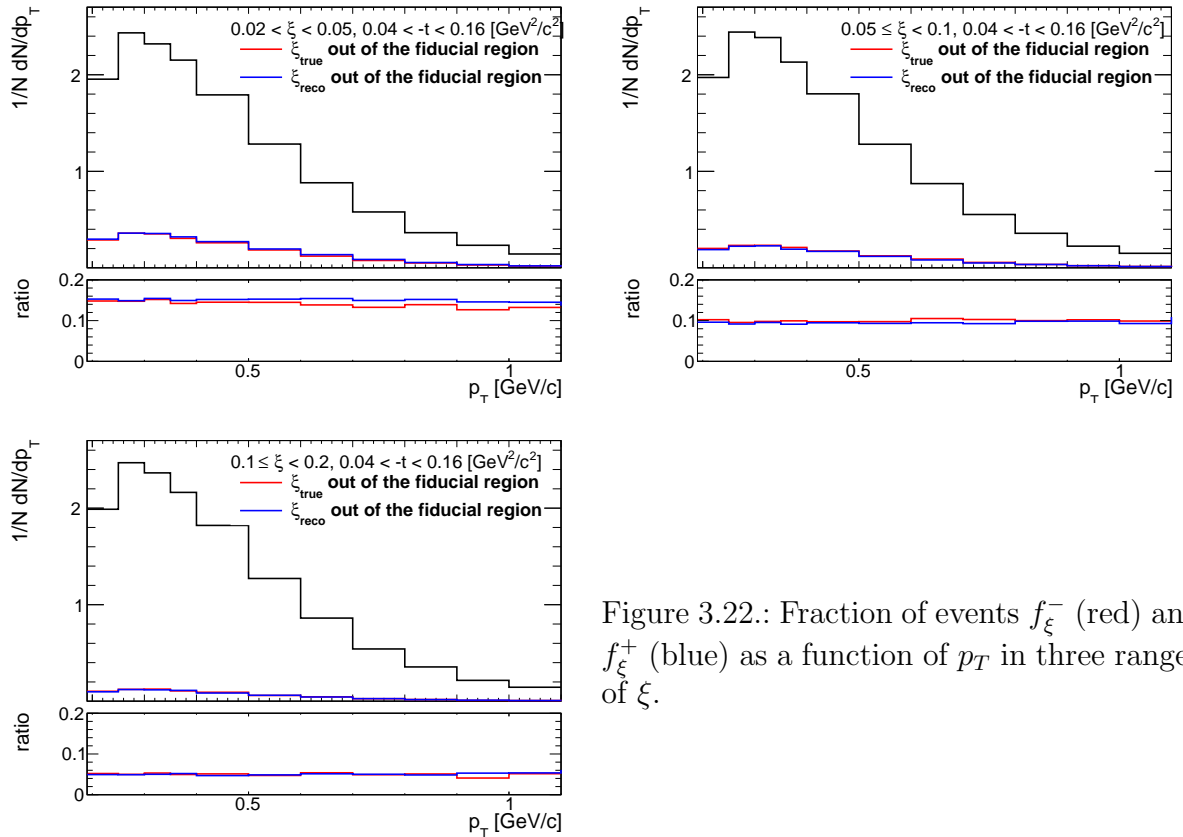 1/N dN/dp_T
0.02 < ξ < 0.05, 0.04 < -t < 0.16 [GeV²/c²]
ξ_true out of the fiducial region
ξ_reco out of the fiducial region
2
1
ratio
0.2
0.1
0
0.5
1
p_T [GeV/c]
1/N dN/dp_T
0.05 ≤ ξ < 0.1, 0.04 < -t < 0.16 [GeV²/c²]
ξ_true out of the fiducial region
ξ_reco out of the fiducial region
2
1
ratio
0.2
0.1
0
0.5
1
p_T [GeV/c]
1/N dN/dp_T
0.1 ≤ ξ < 0.2, 0.04 < -t < 0.16 [GeV²/c²]
ξ_true out of the fiducial region
ξ_reco out of the fiducial region
2
1
ratio
0.2
0.1
0
0.5
1
p_T [GeV/c]
Figure 3.22.: Fraction of events f_ξ^- (red) an
f_ξ^+ (blue) as a function of p_T in three range
of ξ.